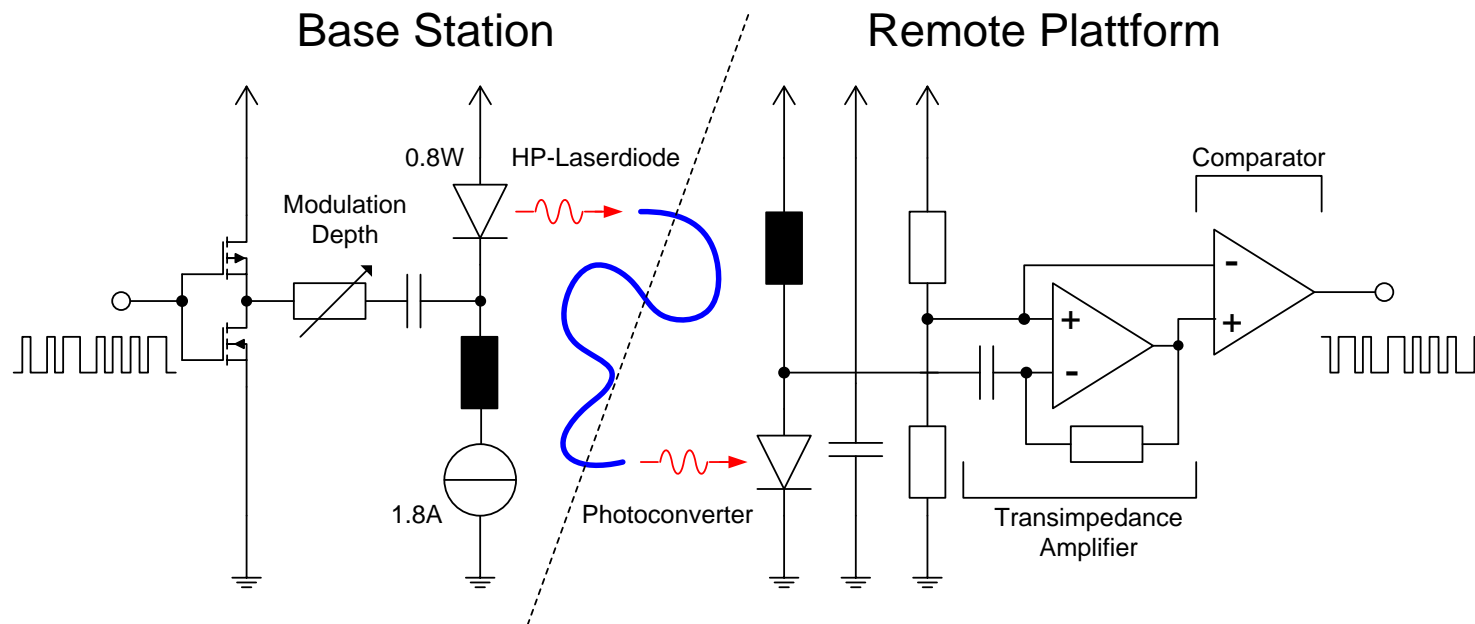 Base Station
Remote Plattform
0.8W
HP-Laserdiode
Comparator
Modulation
Depth
-
+
+
-
1.8A
Photoconverter
Transimpedance
Amplifier